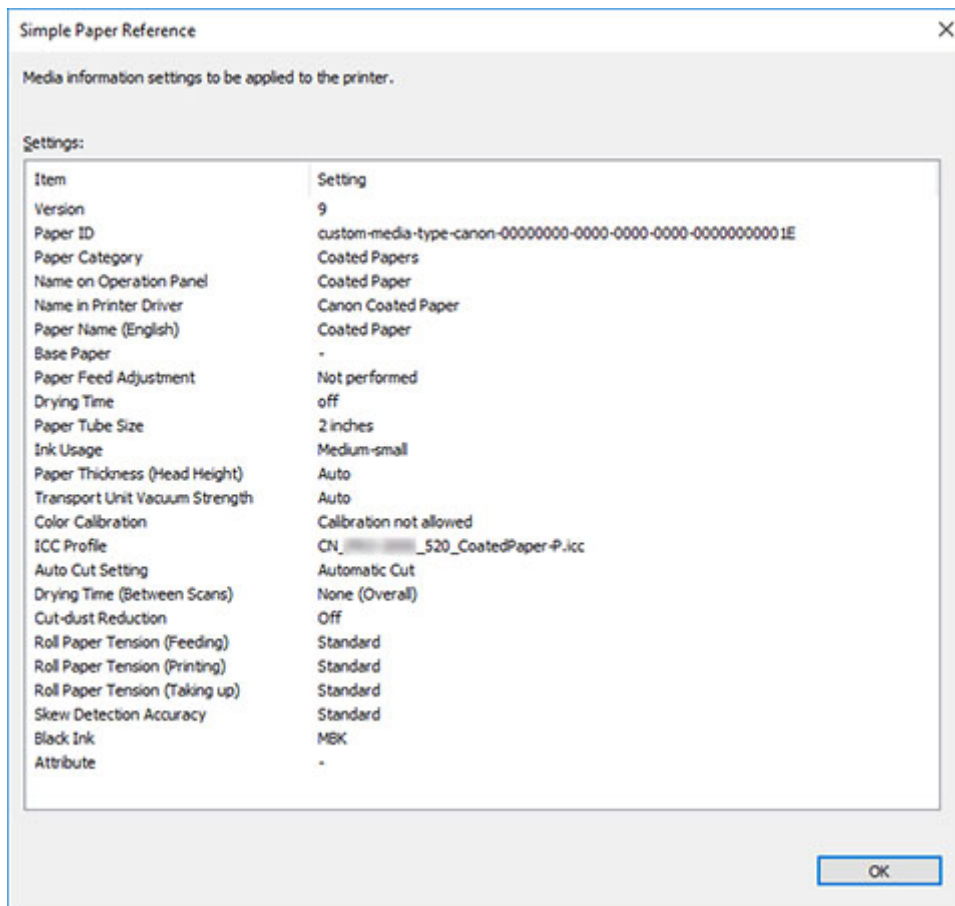 Simple Paper Reference
Media information settings to be applied to the printer.
Settings:
Item Setting
Version 9
Paper ID custom-media-type-canon-00000000-0000-0000-0000-00000000001E
Paper Category Coated Papers
Name on Operation Panel Coated Paper
Name in Printer Driver Canon Coated Paper
Paper Name (English) Coated Paper
Base Paper -
Paper Feed Adjustment Not performed
Drying Time off
Paper Tube Size 2 inches
Ink Usage Medium-small
Paper Thickness (Head Height) Auto
Transport Unit Vacuum Strength Auto
Color Calibration Calibration not allowed
ICC Profile CN_ _520_CoatedPaper-P.icc
Auto Cut Setting Automatic Cut
Drying Time (Between Scans) None (Overall)
Cut-dust Reduction Off
Roll Paper Tension (Feeding) Standard
Roll Paper Tension (Printing) Standard
Roll Paper Tension (Taking up) Standard
Skew Detection Accuracy Standard
Black Ink MBK
Attribute -
OK